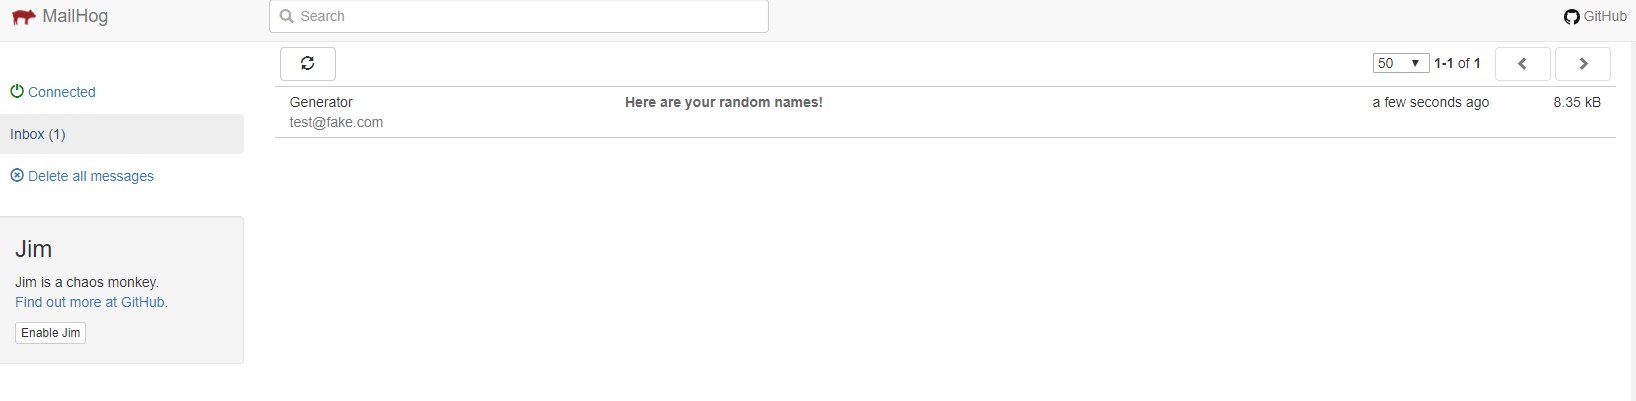 MailHog
Search
GitHub
50
1-1 of 1
Connected
Inbox (1)
Delete all messages
Generator
test@fake.com
Here are your random names!
a few seconds ago
8.35 kB
Jim
Jim is a chaos monkey.
Find out more at GitHub.
Enable Jim